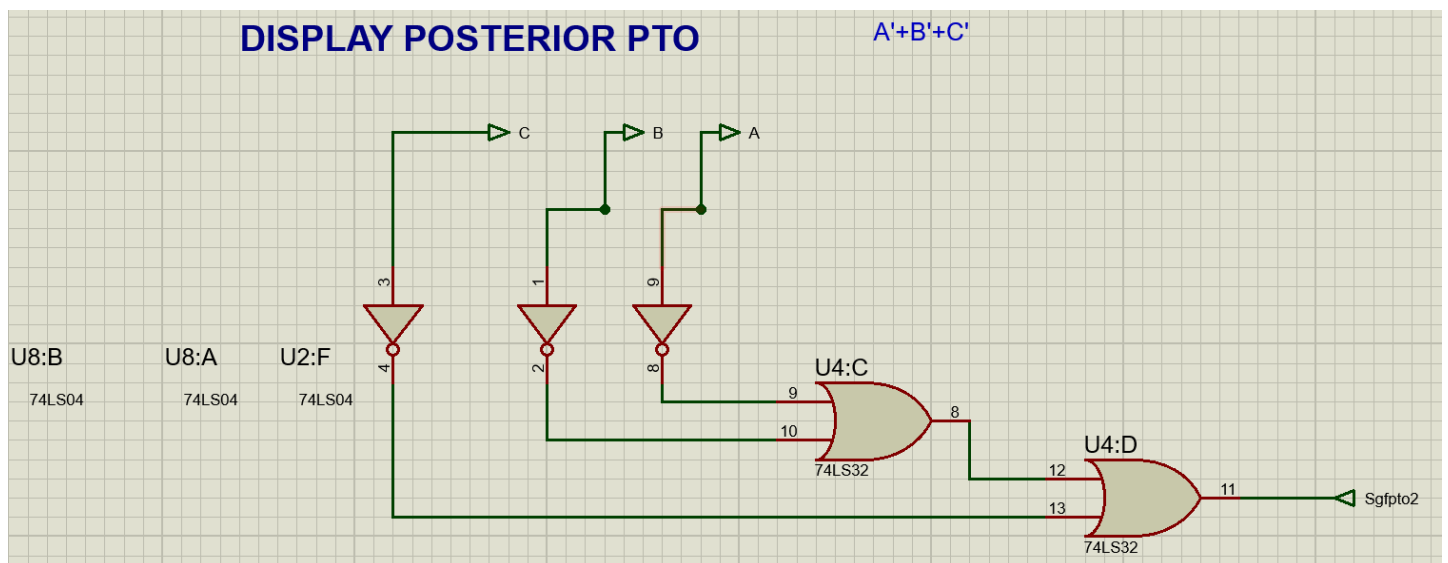 DISPLAY POSTERIOR PTO
A'+B'+C'
C
B
A
3
1
9
U8:B
U8:A
U2:F
4
2
8
74LS04
74LS04
74LS04
U4:C
9
10
8
74LS32
U4:D
12
13
11
Sgfpto2
74LS32